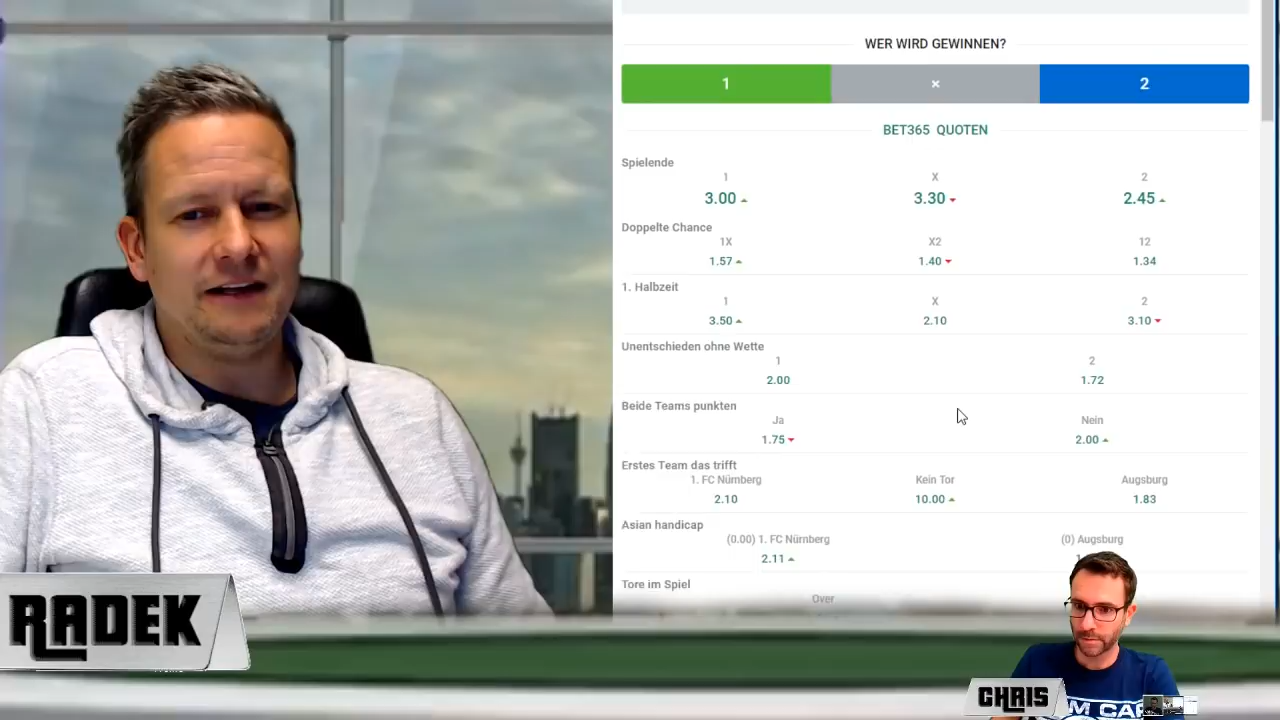 WER WIRD GEWINNEN?
1 × 2
BET365 QUOTEN
Spielende
1 X 2
3.00 3.30 2.45
Doppelte Chance
1X X2 12
1.57 1.40 1.34
1. Halbzeit
1 X 2
3.50 2.10 3.10
Unentschieden ohne Wette
1 2
2.00 1.72
Beide Teams punkten
Ja Nein
1.75 2.00
Erstes Team das trifft
1. FC Nürnberg Kein Tor Augsburg
2.10 10.00 1.83
Asian handicap
(0.00) 1. FC Nürnberg (0) Augsburg
2.11
Tore im Spiel
Over
RADEK
CHRIS